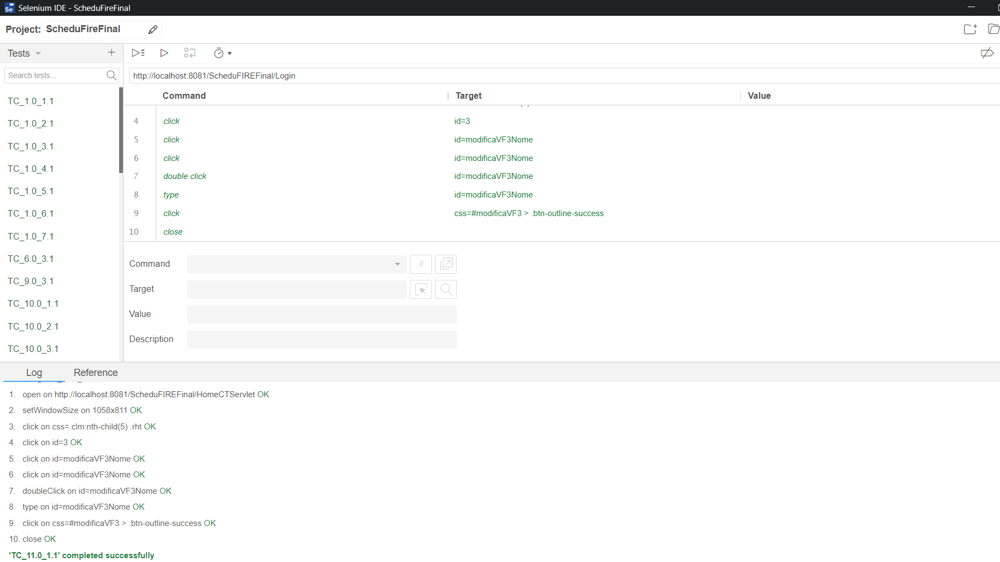 Selenium IDE - ScheduFireFinal
Project: ScheduFireFinal
Tests
Search tests...
http://localhost:8081/ScheduFIREFinal/Login
Command Target Value
TC_1.0_1.1
TC_1.0_2.1
TC_1.0_3.1
TC_1.0_4.1
TC_1.0_5.1
TC_1.0_6.1
TC_1.0_7.1
TC_6.0_3.1
TC_9.0_3.1
TC_10.0_1.1
TC_10.0_2.1
TC_10.0_3.1
4 click id=3
5 click id=modificaVF3Nome
6 click id=modificaVF3Nome
7 double click id=modificaVF3Nome
8 type id=modificaVF3Nome
9 click css=#modificaVF3 > .btn-outline-success
10 close
Command //
Target
Value
Description
Log Reference
1. open on http://localhost:8081/ScheduFIREFinal/HomeCTServlet OK
2. setWindowSize on 1058x811 OK
3. click on css=.clm:nth-child(5) .rht OK
4. click on id=3 OK
5. click on id=modificaVF3Nome OK
6. click on id=modificaVF3Nome OK
7. doubleClick on id=modificaVF3Nome OK
8. type on id=modificaVF3Nome OK
9. click on css=#modificaVF3 > .btn-outline-success OK
10. close OK
'TC_11.0_1.1' completed successfully